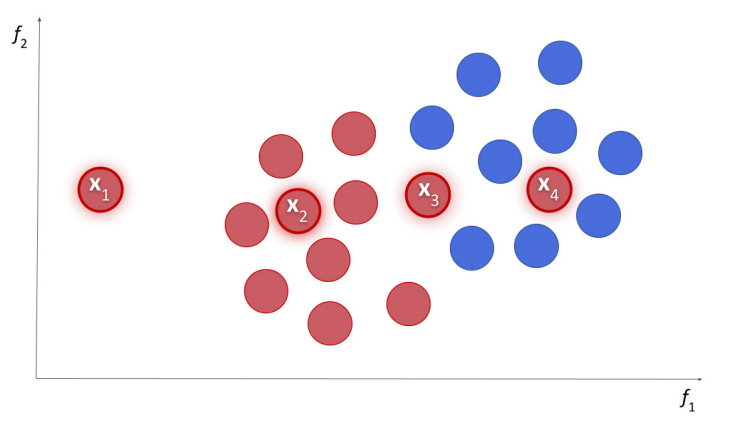 f₂
x₁
x₂
x₃
x₄
f₁